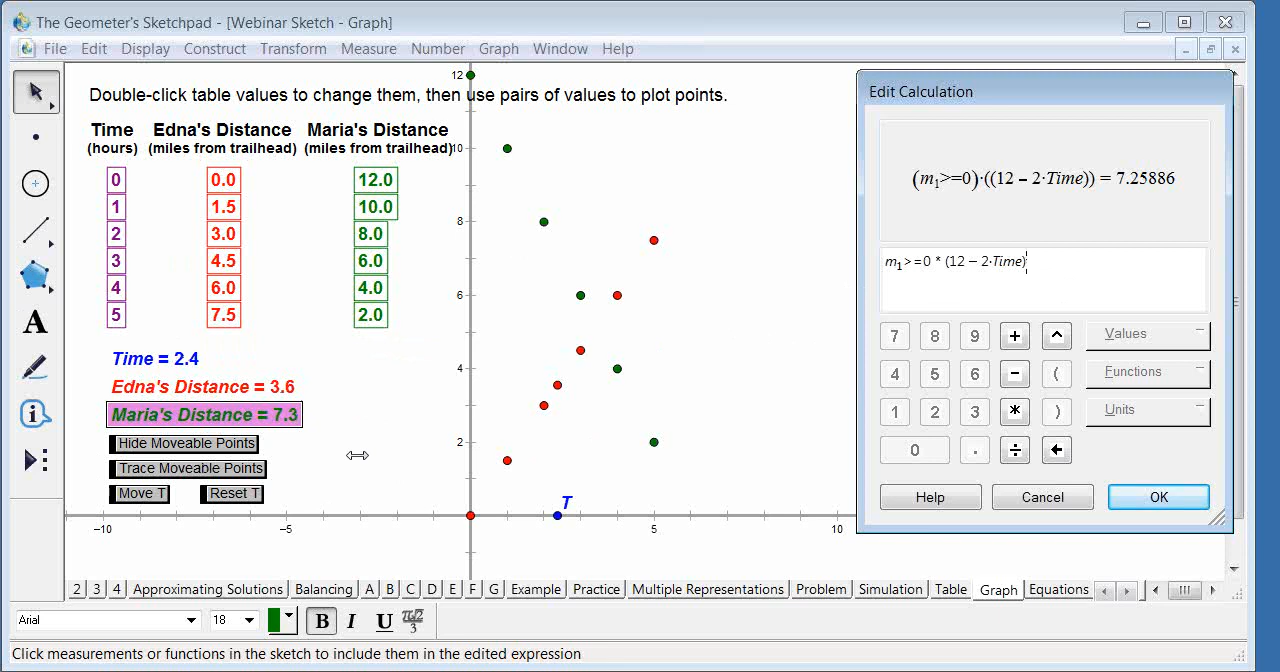 The Geometer's Sketchpad - [Webinar Sketch - Graph]
File Edit Display Construct Transform Measure Number Graph Window Help
Double-click table values to change them, then use pairs of values to plot points.
Time Edna's Distance Maria's Distance
(hours) (miles from trailhead) (miles from trailhead)
0 0.0 12.0
1 1.5 10.0
2 3.0 8.0
3 4.5 6.0
4 6.0 4.0
5 7.5 2.0
Time = 2.4
Edna's Distance = 3.6
Maria's Distance = 7.3
Hide Moveable Points
Trace Moveable Points
Move T Reset T
12
10
8
6
4
2
T
−10 −5 5 10
Edit Calculation
(m1>=0)·((12 − 2·Time)) = 7.25886
m1>=0 * (12 − 2·Time)
7 8 9 + ^ Values
4 5 6 − ( Functions
1 2 3 * ) Units
0 . ÷ ←
Help Cancel OK
2 3 4 Approximating Solutions Balancing A B C D E F G Example Practice Multiple Representations Problem Simulation Table Graph Equations
Arial 18 B I U
Click measurements or functions in the sketch to include them in the edited expression